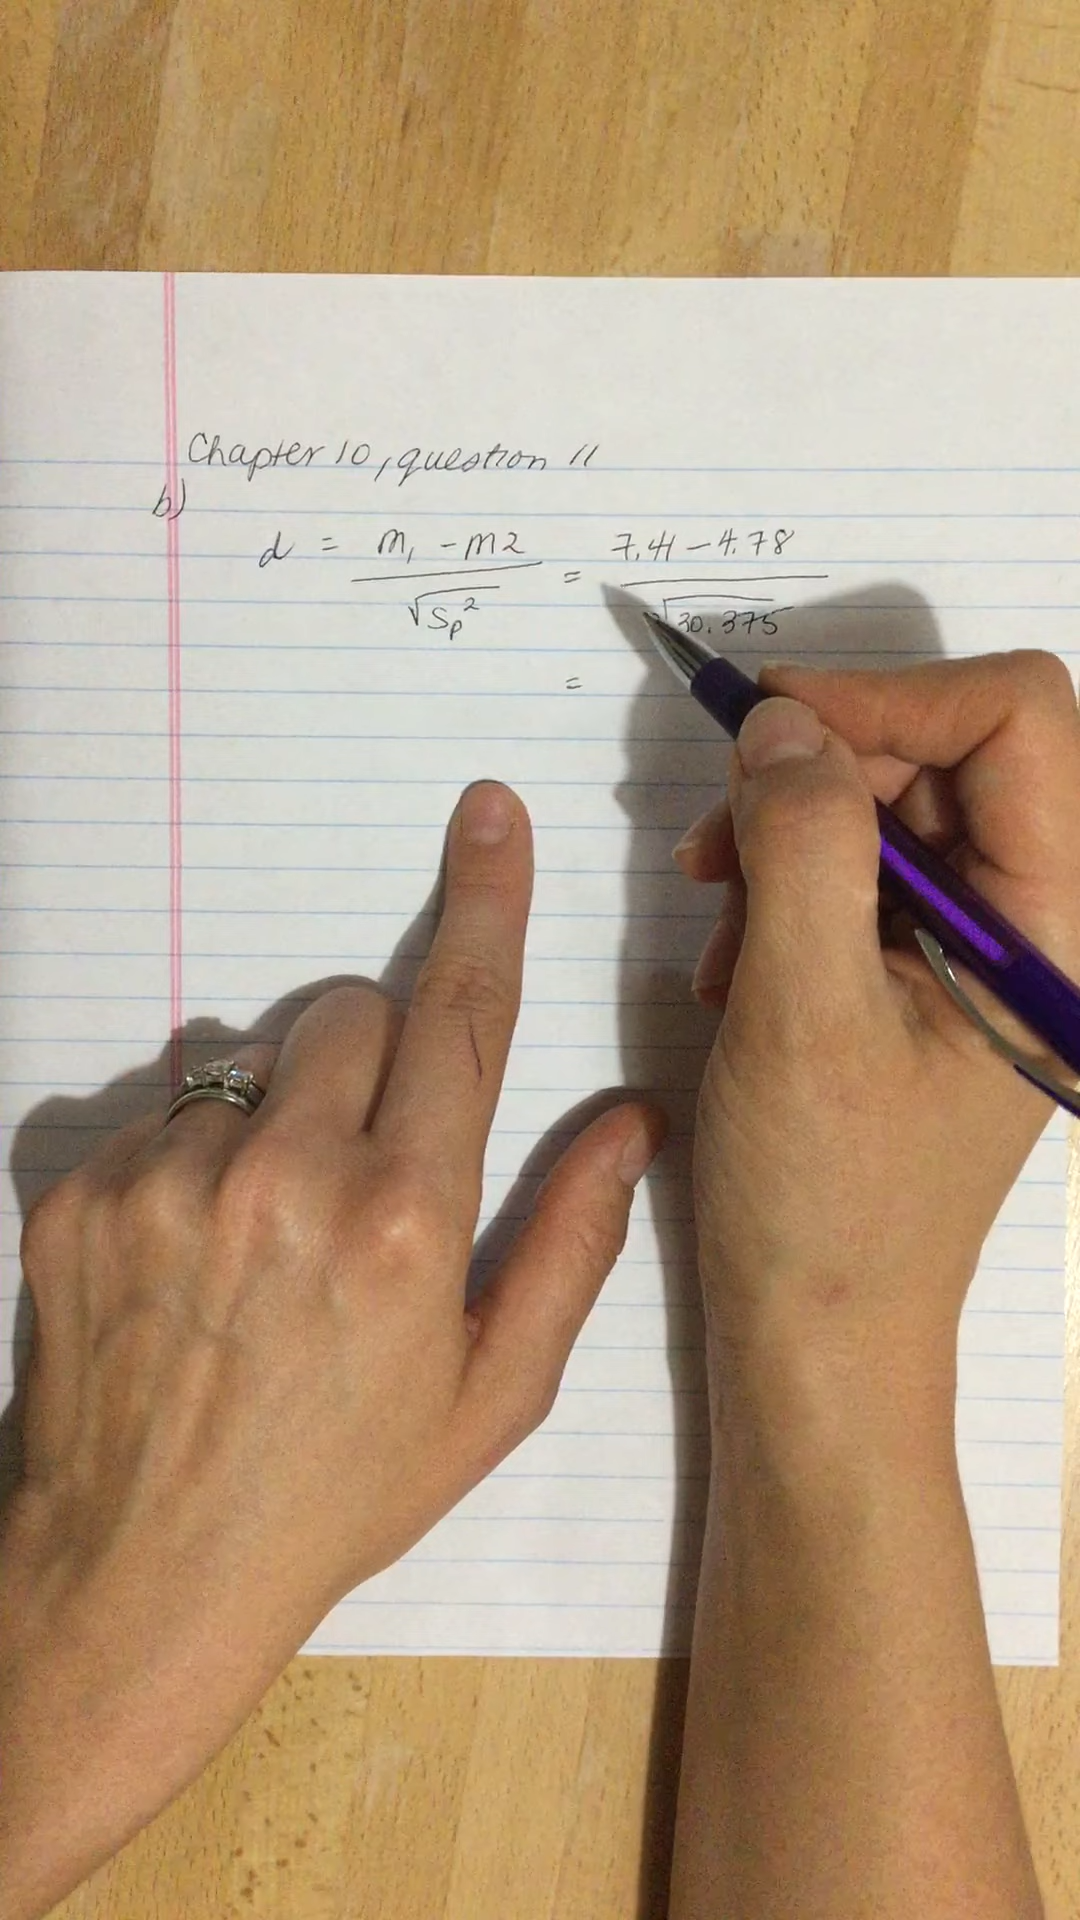 Chapter 10, question 11
b)
d = m₁ - m2 / √Sₚ² = 7.41 - 4.78 / √30.375
=